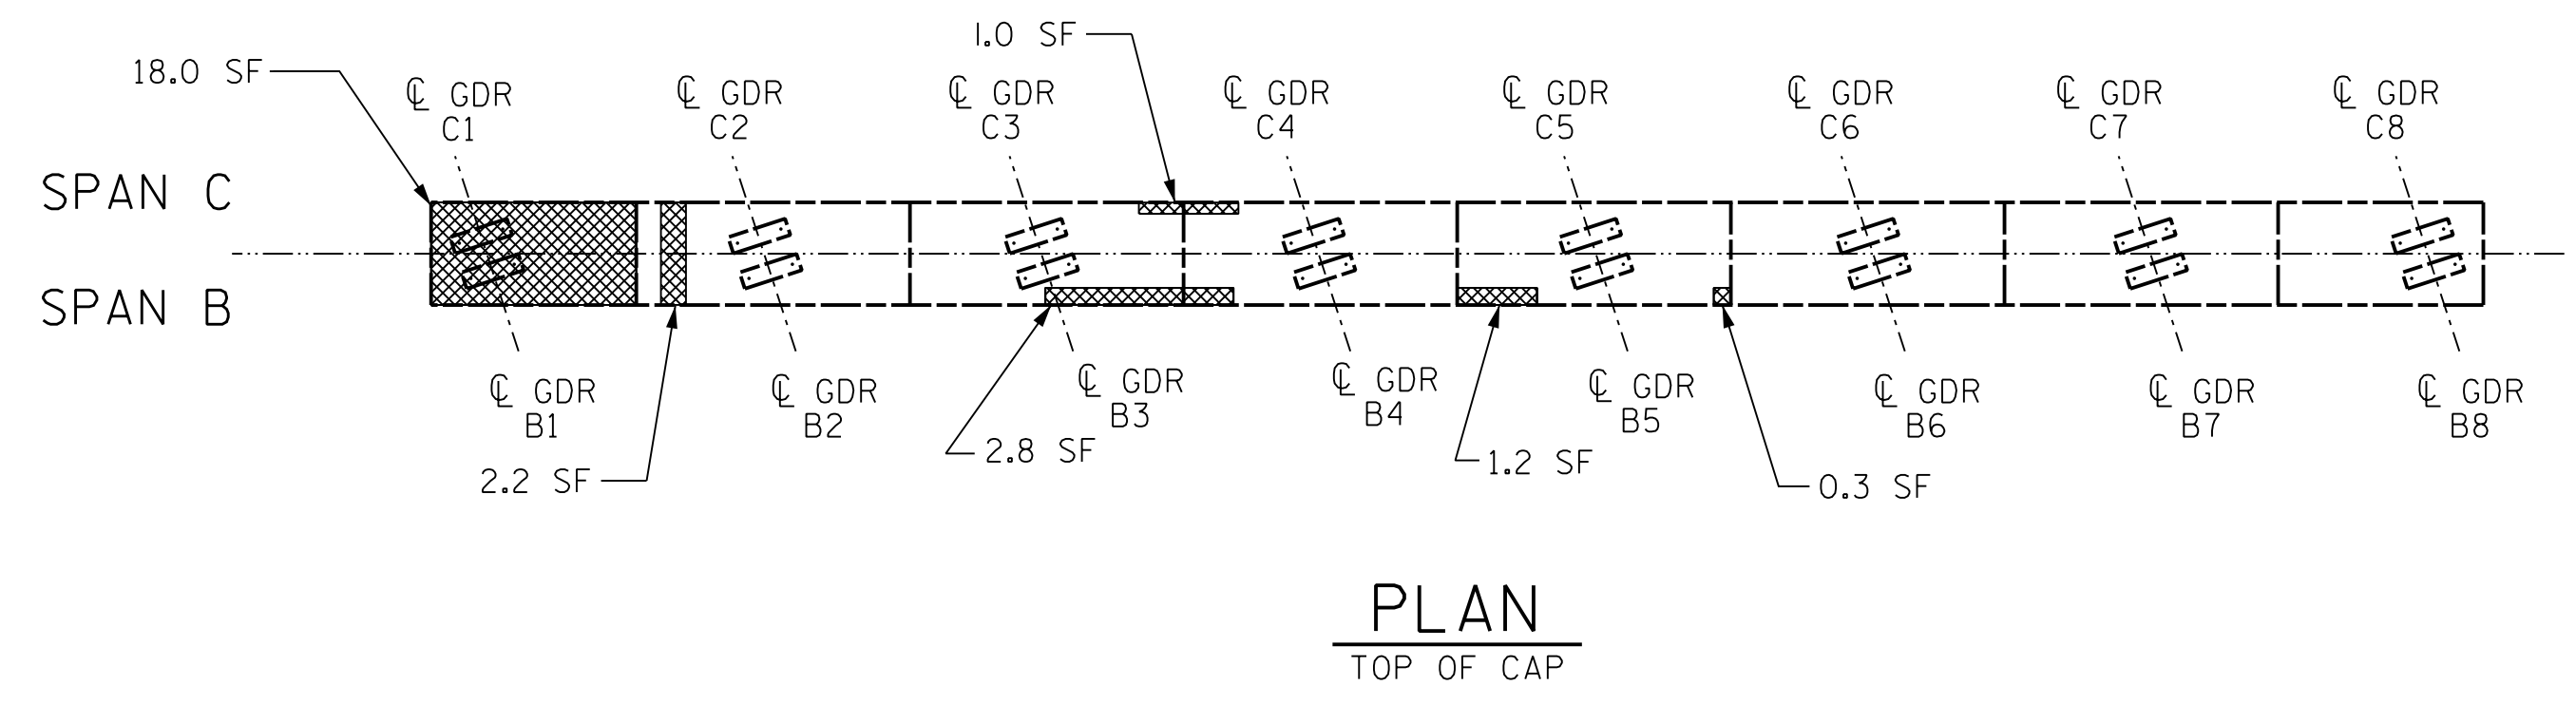 1.0 SF
18.0 SF
℄ GDR
C1
℄ GDR
C2
℄ GDR
C3
℄ GDR
C4
℄ GDR
C5
℄ GDR
C6
℄ GDR
C7
℄ GDR
C8
SPAN C
SPAN B
℄ GDR
B1
℄ GDR
B2
℄ GDR
B3
℄ GDR
B4
℄ GDR
B5
℄ GDR
B6
℄ GDR
B7
℄ GDR
B8
2.2 SF
2.8 SF
1.2 SF
0.3 SF
PLAN
TOP OF CAP